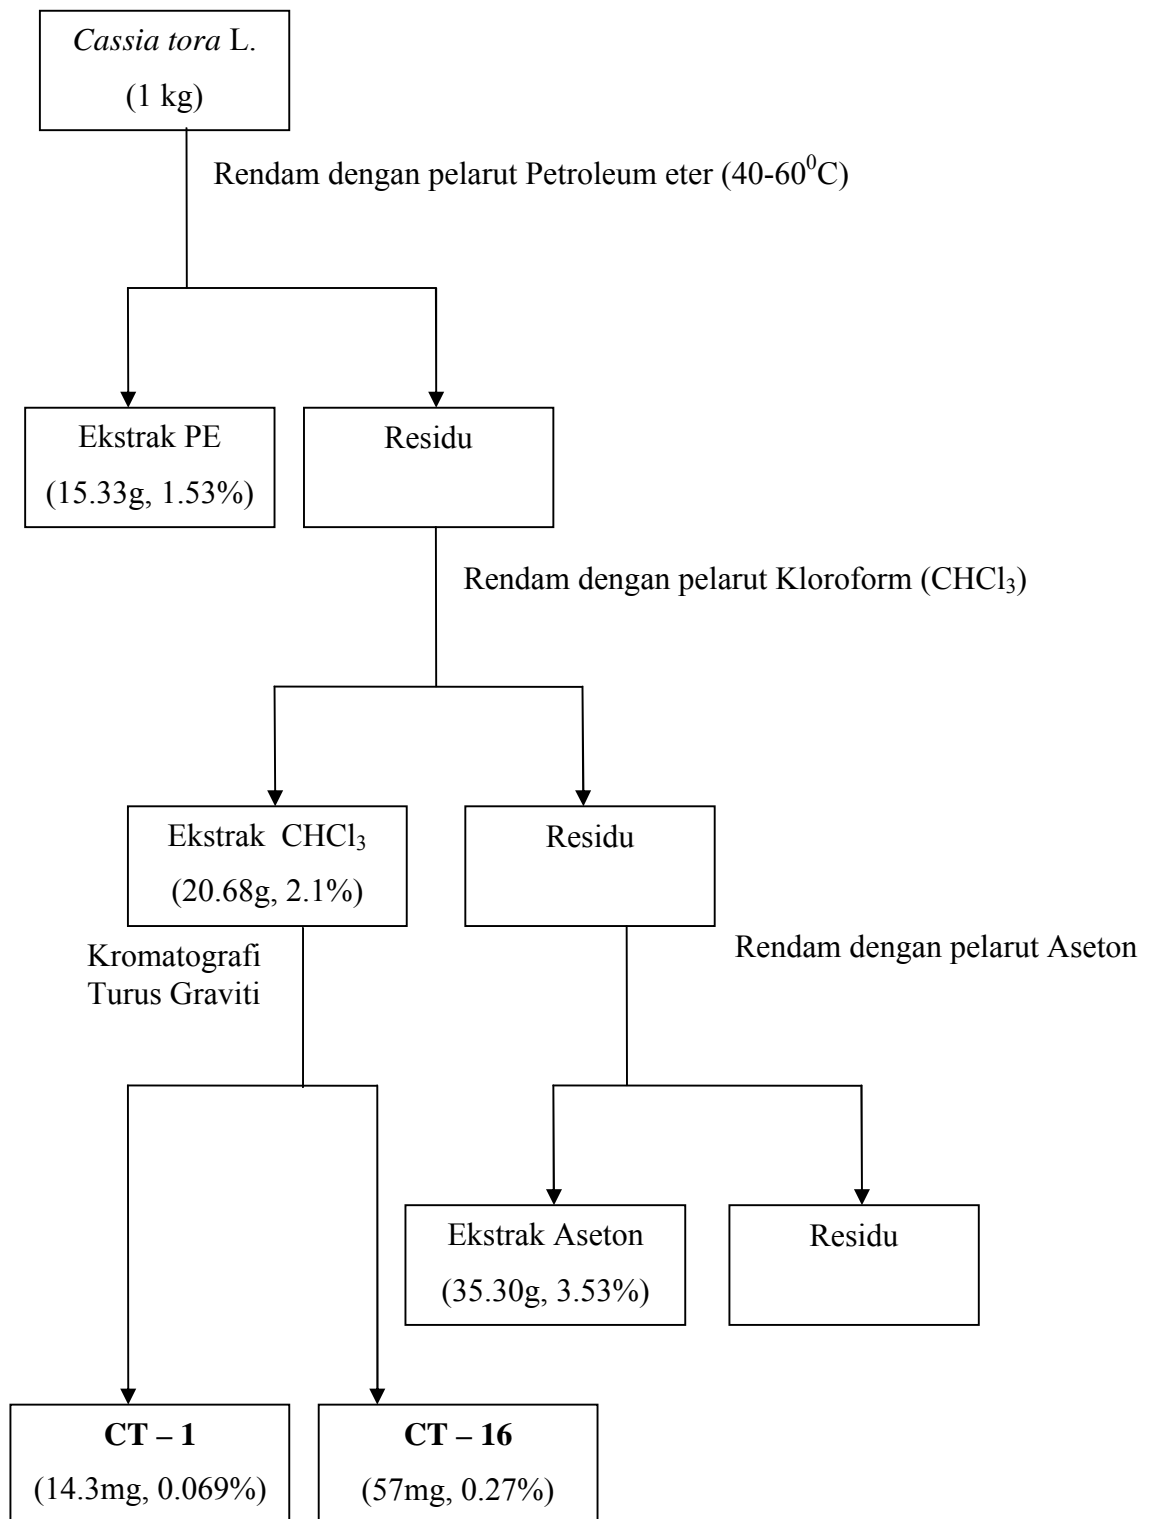 Cassia tora L.
(1 kg)
Rendam dengan pelarut Petroleum eter (40-60⁰C)
Ekstrak PE
(15.33g, 1.53%)
Residu
Rendam dengan pelarut Kloroform (CHCl₃)
Ekstrak CHCl₃
(20.68g, 2.1%)
Residu
Kromatografi
Turus Graviti
Rendam dengan pelarut Aseton
Ekstrak Aseton
(35.30g, 3.53%)
Residu
CT – 1
(14.3mg, 0.069%)
CT – 16
(57mg, 0.27%)